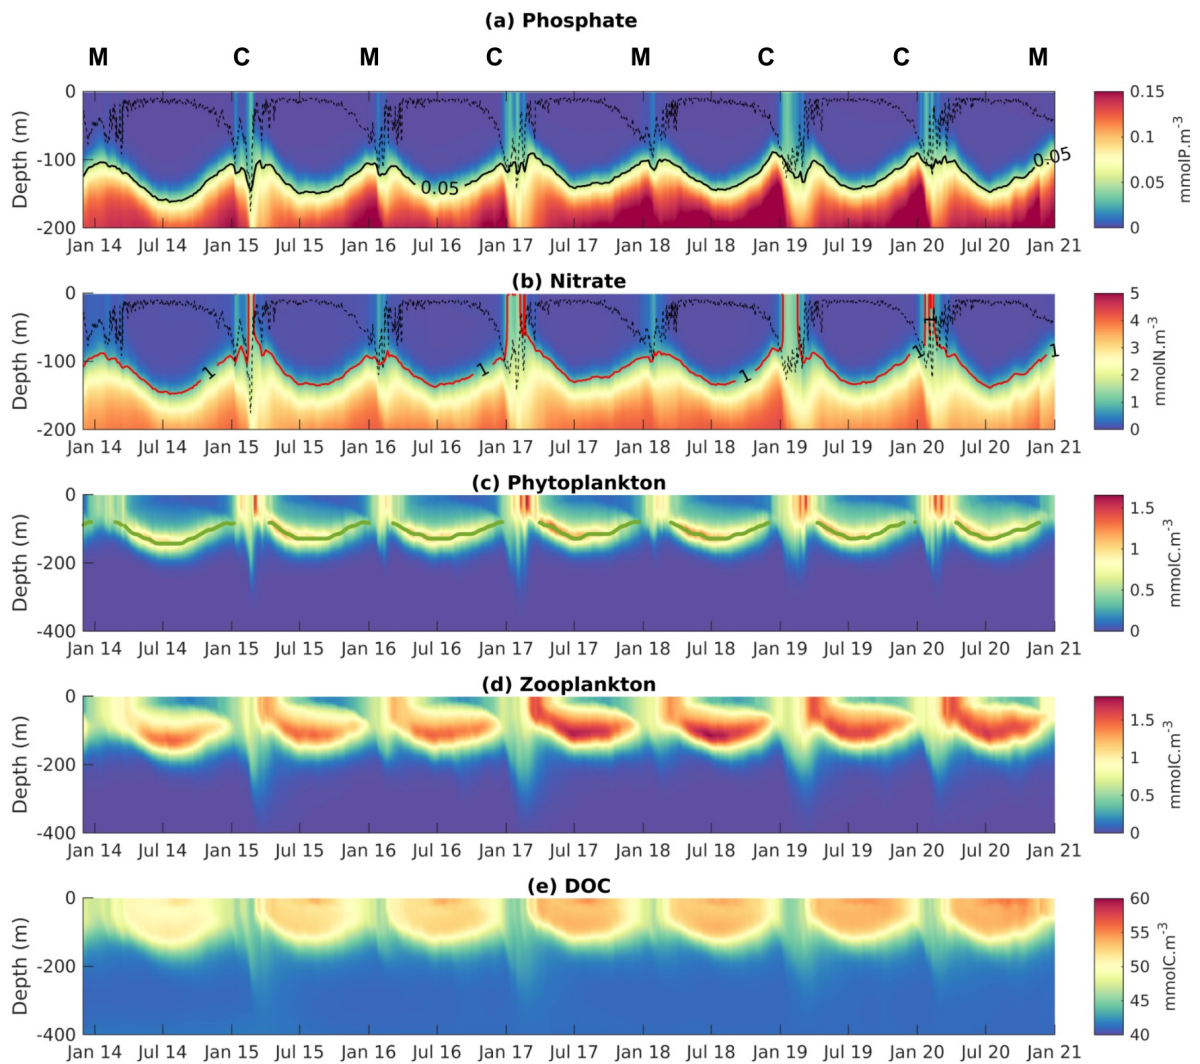 (a) Phosphate
M C M C M C C M
0
-100
-200
Depth (m)
0.05
0.05
Jan 14 Jul 14 Jan 15 Jul 15 Jan 16 Jul 16 Jan 17 Jul 17 Jan 18 Jul 18 Jan 19 Jul 19 Jan 20 Jul 20 Jan 21
0.15
0.1
0.05
0
mmolP.m-3
(b) Nitrate
0
-100
-200
Depth (m)
1 1 1 1 1 1
Jan 14 Jul 14 Jan 15 Jul 15 Jan 16 Jul 16 Jan 17 Jul 17 Jan 18 Jul 18 Jan 19 Jul 19 Jan 20 Jul 20 Jan 21
5
4
3
2
1
0
mmolN.m-3
(c) Phytoplankton
0
-200
-400
Depth (m)
Jan 14 Jul 14 Jan 15 Jul 15 Jan 16 Jul 16 Jan 17 Jul 17 Jan 18 Jul 18 Jan 19 Jul 19 Jan 20 Jul 20 Jan 21
1.5
1
0.5
0
mmolC.m-3
(d) Zooplankton
0
-200
-400
Depth (m)
Jan 14 Jul 14 Jan 15 Jul 15 Jan 16 Jul 16 Jan 17 Jul 17 Jan 18 Jul 18 Jan 19 Jul 19 Jan 20 Jul 20 Jan 21
1.5
1
0.5
0
mmolC.m-3
(e) DOC
0
-200
-400
Depth (m)
Jan 14 Jul 14 Jan 15 Jul 15 Jan 16 Jul 16 Jan 17 Jul 17 Jan 18 Jul 18 Jan 19 Jul 19 Jan 20 Jul 20 Jan 21
60
55
50
45
40
mmolC.m-3